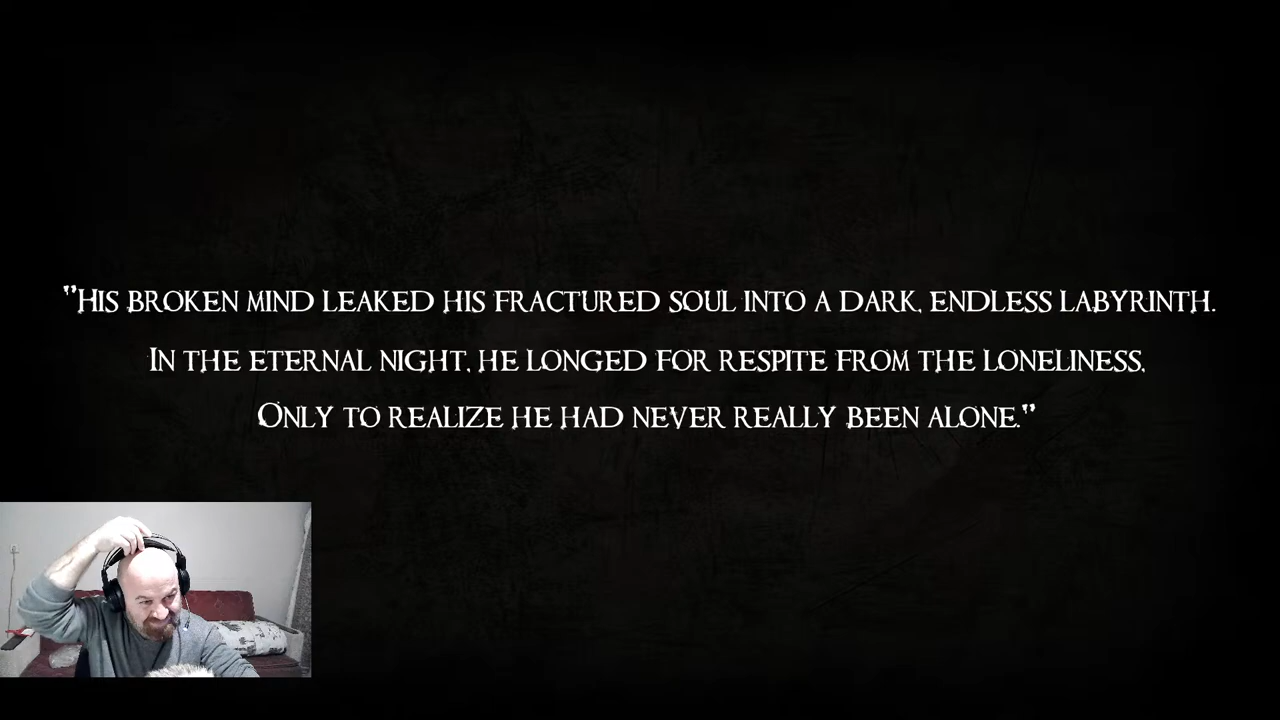 "His broken mind leaked his fractured soul into a dark, endless labyrinth.
In the eternal night, he longed for respite from the loneliness,
Only to realize he had never really been alone."